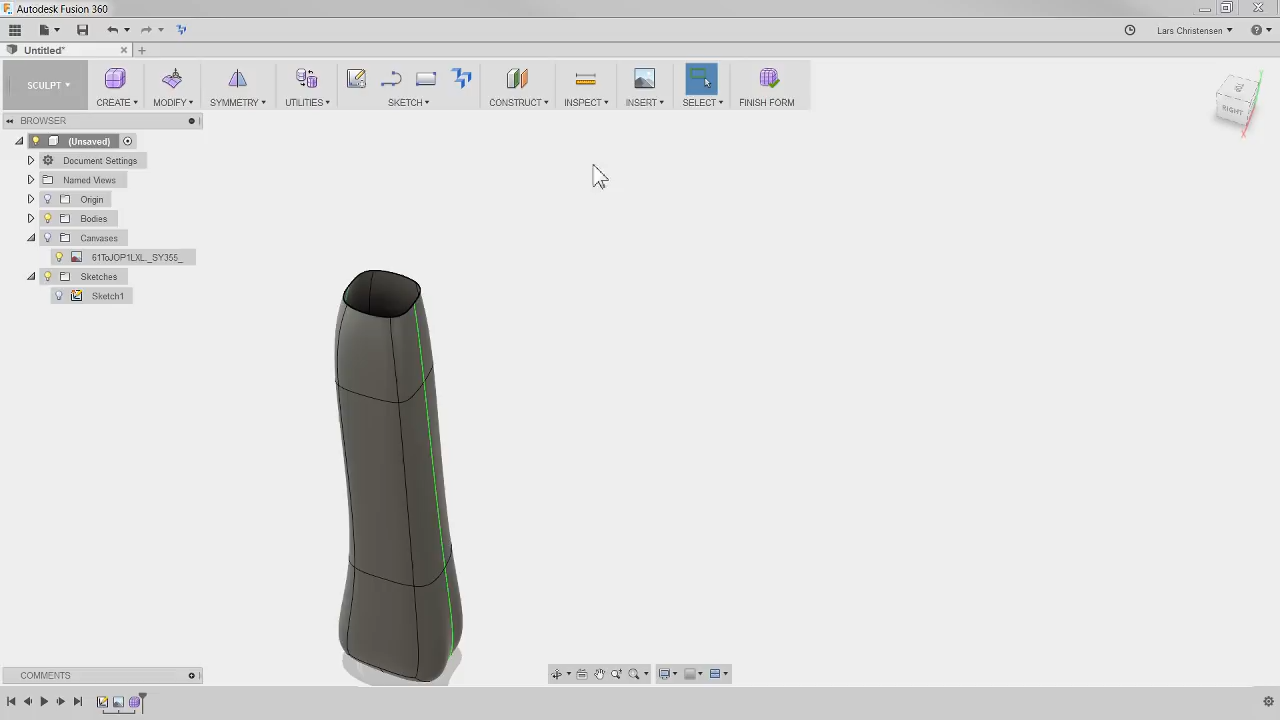 Autodesk Fusion 360
Lars Christensen
Untitled*
SCULPT
CREATE
MODIFY
SYMMETRY
UTILITIES
SKETCH
CONSTRUCT
INSPECT
INSERT
SELECT
FINISH FORM
BROWSER
(Unsaved)
Document Settings
Named Views
Origin
Bodies
Canvases
61ToJOP1LXL._SY355_
Sketches
Sketch1
RIGHT
COMMENTS